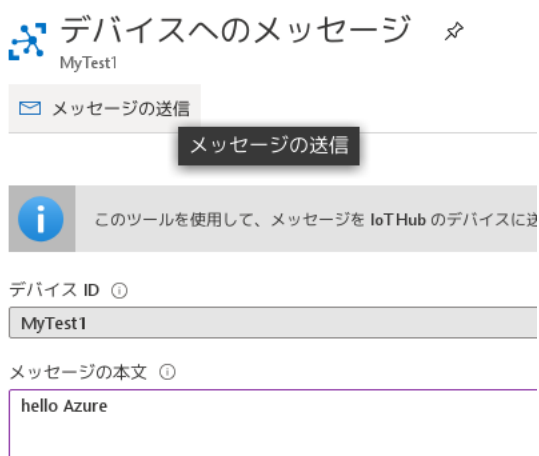 デバイスへのメッセージ
MyTest1
メッセージの送信
メッセージの送信
このツールを使用して、メッセージを IoT Hub のデバイスに送
デバイス ID
MyTest1
メッセージの本文
hello Azure